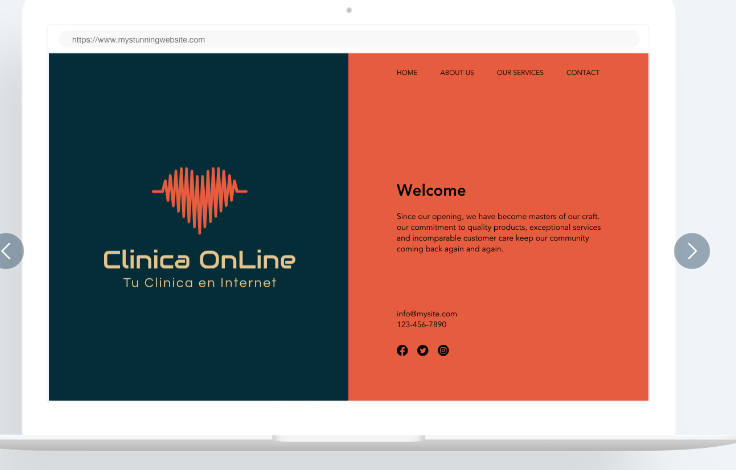 https://www.mystunningwebsite.com
HOME ABOUT US OUR SERVICES CONTACT
Clinica OnLine
Tu Clinica en Internet
Welcome
Since our opening, we have become masters of our craft,
our commitment to quality products, exceptional services
and incomparable customer care keep our community
coming back again and again.
info@mysite.com
123-456-7890